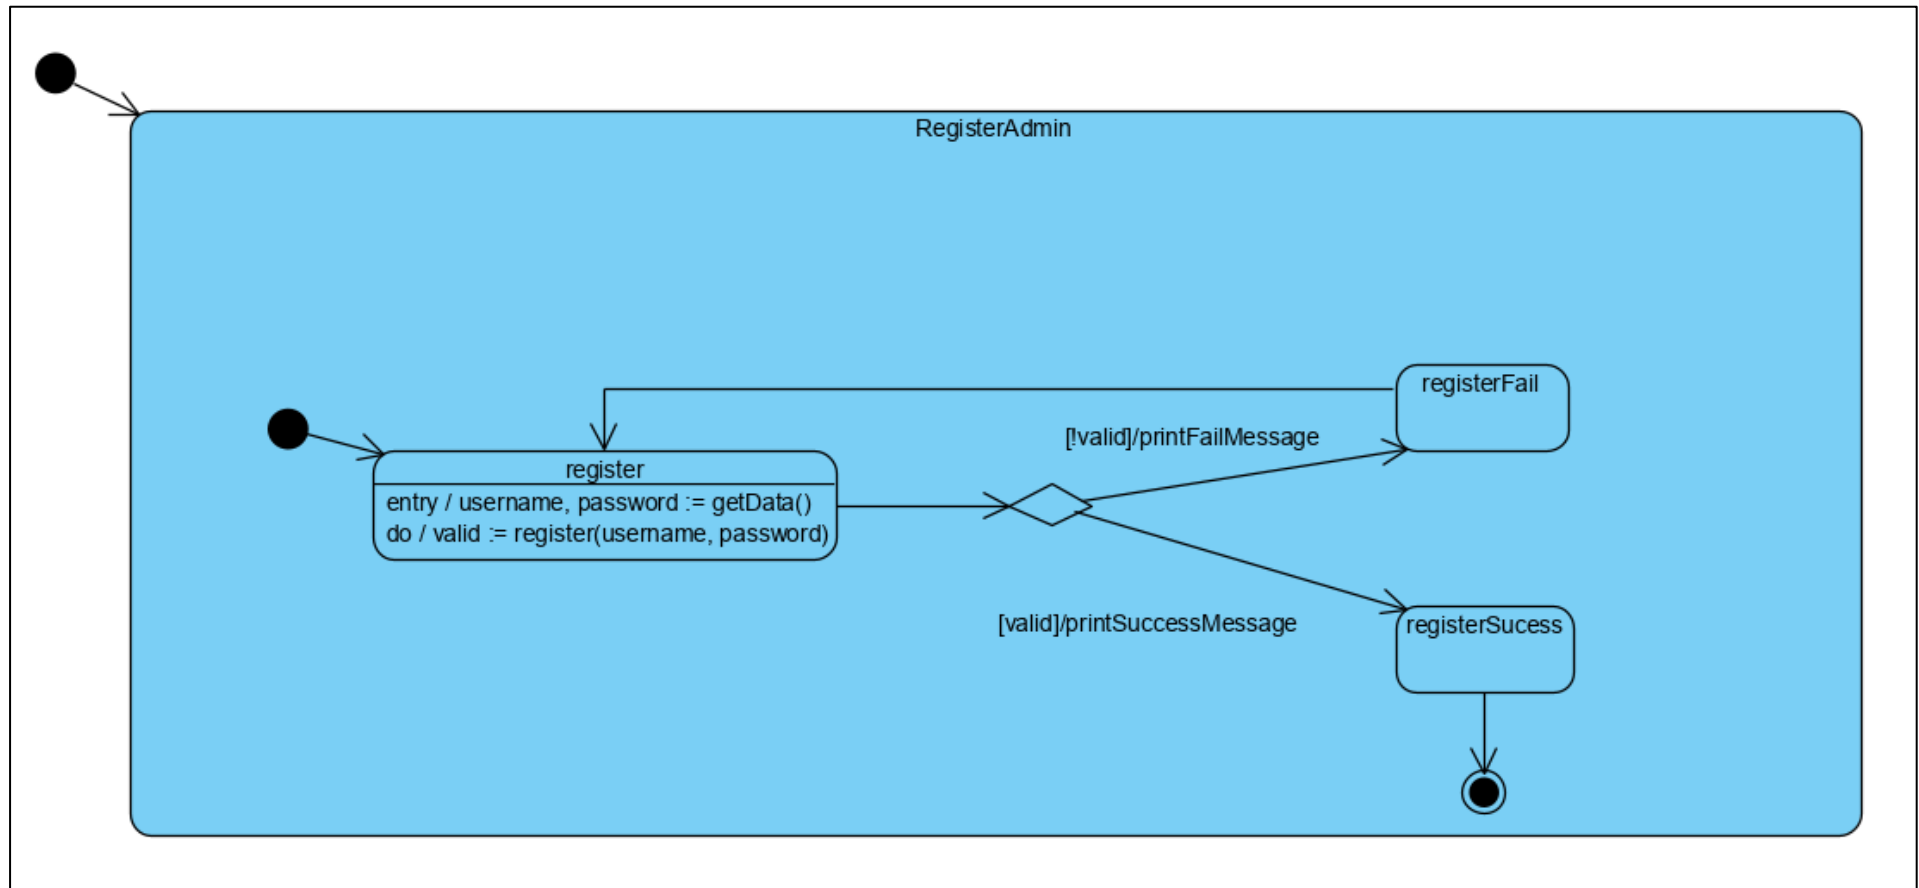 RegisterAdmin
registerFail
[!valid]/printFailMessage
register
entry / username, password := getData()
do / valid := register(username, password)
[valid]/printSuccessMessage
registerSucess